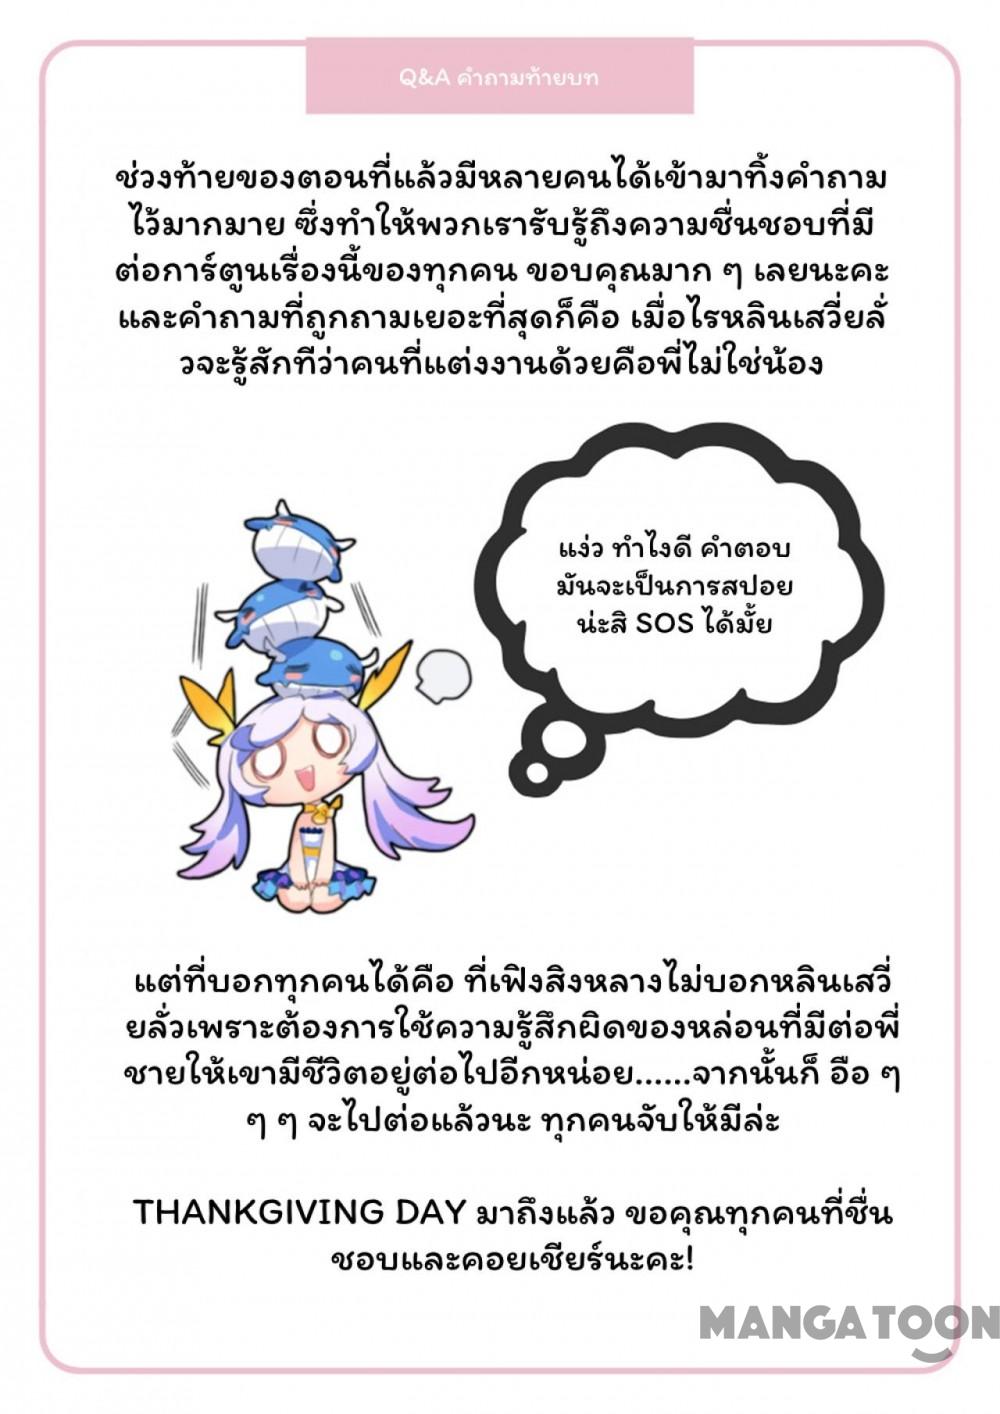 Q&A คำถามท้ายบท
ช่วงท้ายของตอนที่แล้วมีหลายคนได้เข้ามาทิ้งคำถาม
ไว้มากมาย ซึ่งทำให้พวกเรารับรู้ถึงความชื่นชอบที่มี
ต่อการ์ตูนเรื่องนี้ของทุกคน ขอบคุณมาก ๆ เลยนะคะ
และคำถามที่ถูกถามเยอะที่สุดก็คือ เมื่อไรหลินเสวี่ยลั่
วจะรู้สักทีว่าคนที่แต่งงานด้วยคือพี่ไม่ใช่น้อง
แง่ว ทำไงดี คำตอบ
มันจะเป็นการสปอย
น่ะสิ SOS ได้มั้ย
แต่ที่บอกทุกคนได้คือ ที่เฟิงสิงหลางไม่บอกหลินเสวี่
ยลั่วเพราะต้องการใช้ความรู้สึกผิดของหล่อนที่มีต่อพี่
ชายให้เขามีชีวิตอยู่ต่อไปอีกหน่อย......จากนั้นก็ อือ ๆ
ๆ ๆ จะไปต่อแล้วนะ ทุกคนจับให้มีล่ะ
THANKGIVING DAY มาถึงแล้ว ขอคุณทุกคนที่ชื่น
ชอบและคอยเชียร์นะคะ!
MANGATOON